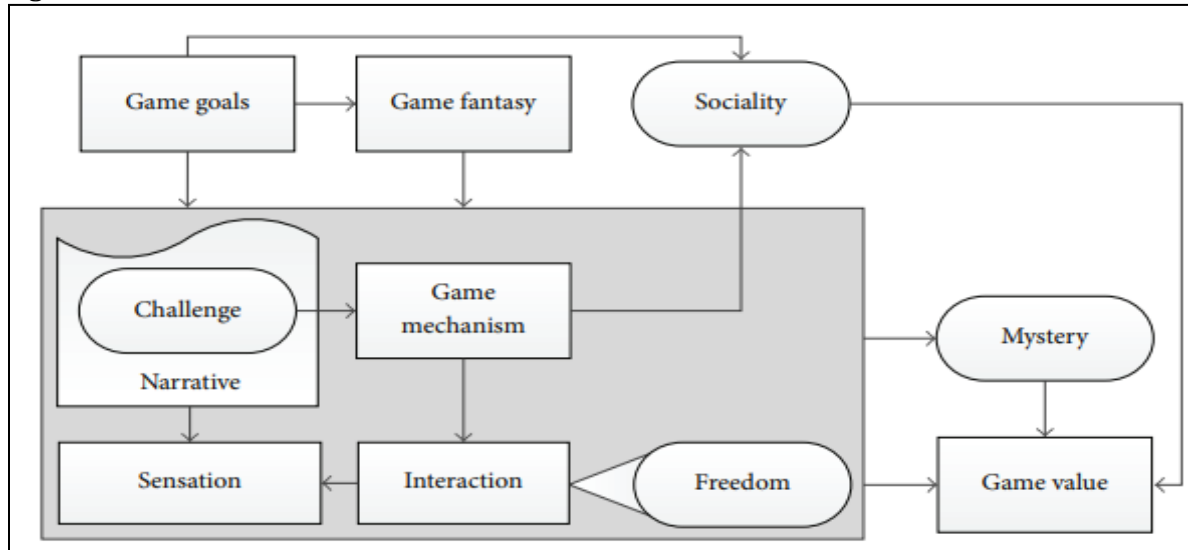 Game goals
Game fantasy
Sociality
Challenge
Narrative
Game
mechanism
Mystery
Sensation
Interaction
Freedom
Game value